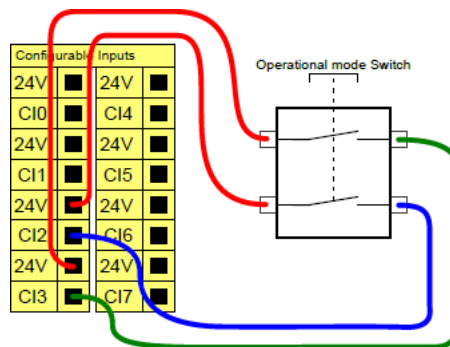 Configurable Inputs
Operational mode Switch
24V 24V
CI0 CI4
24V 24V
CI1 CI5
24V 24V
CI2 CI6
24V 24V
CI3 CI7